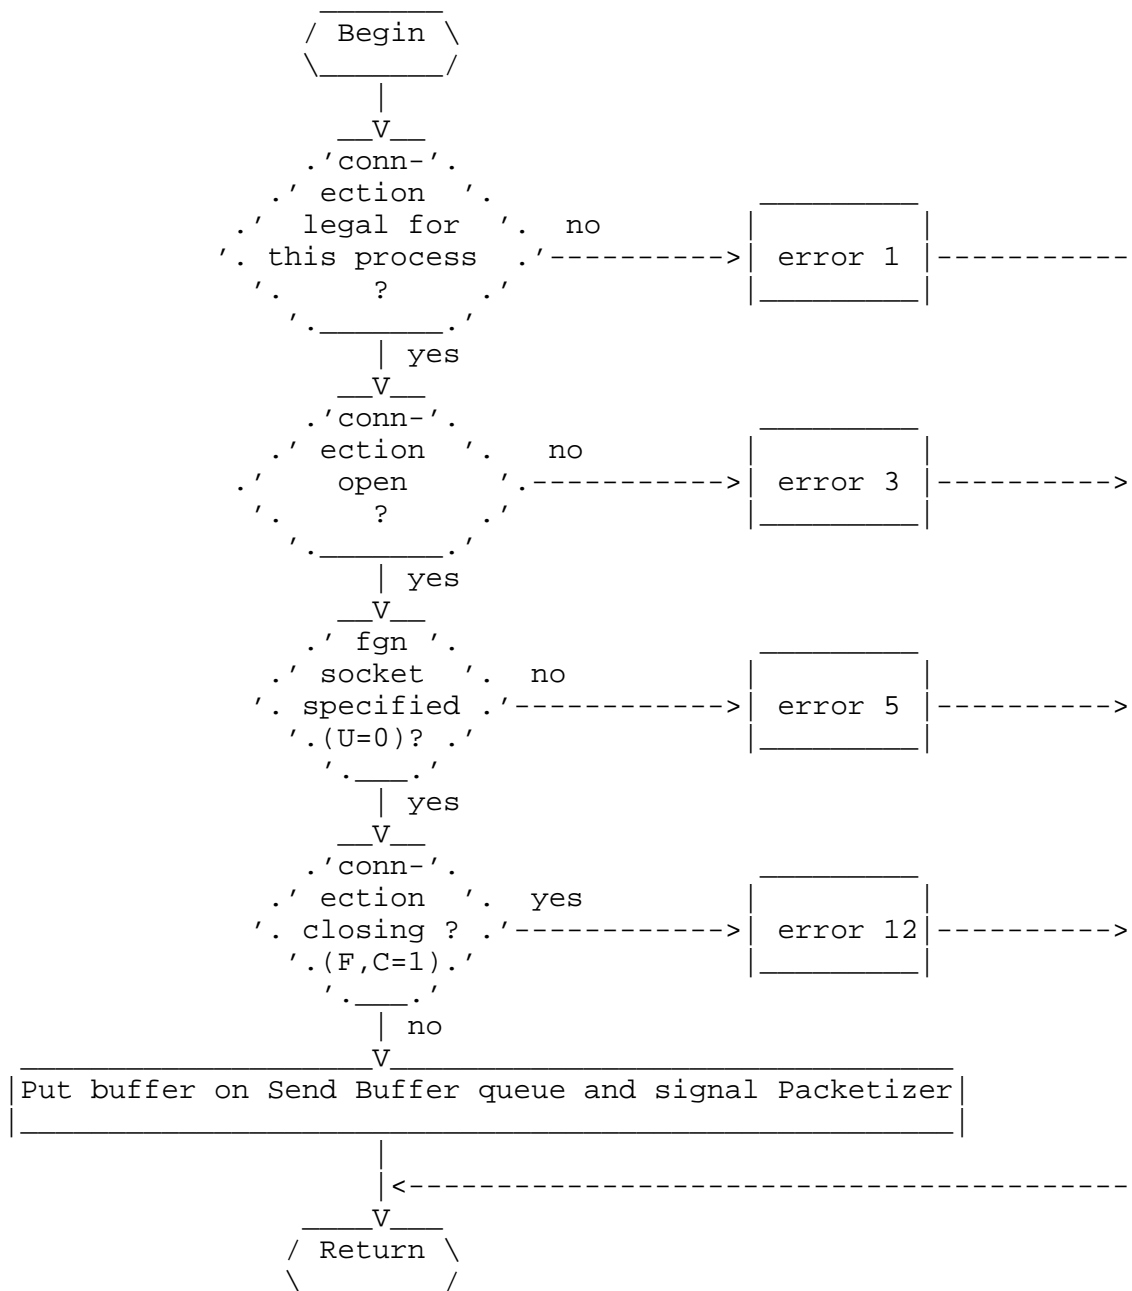 Begin
conn-
ection
legal for no
this process error 1
?
yes
conn-
ection no
open error 3
?
yes
fgn
socket no
specified error 5
(U=0)?
yes
conn-
ection yes
closing ? error 12
(F,C=1)
no
V
Put buffer on Send Buffer queue and signal Packetizer
Return